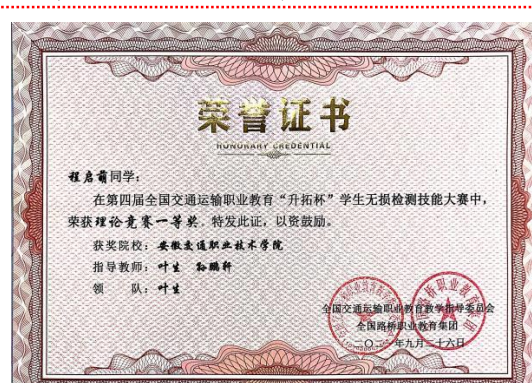 荣誉证书
HONORARY CREDENTIAL
程启萌同学：
在第四届全国交通运输职业教育“升拓杯”学生无损检测技能大赛中，
荣获理论竞赛一等奖。特发此证，以资鼓励。
获奖院校：安徽交通职业技术学院
指导教师：叶生 孙鹏轩
领 队：叶生
全国交通运输职业教育教学指导委员会
全国路桥职业教育集团
年九月二十六日